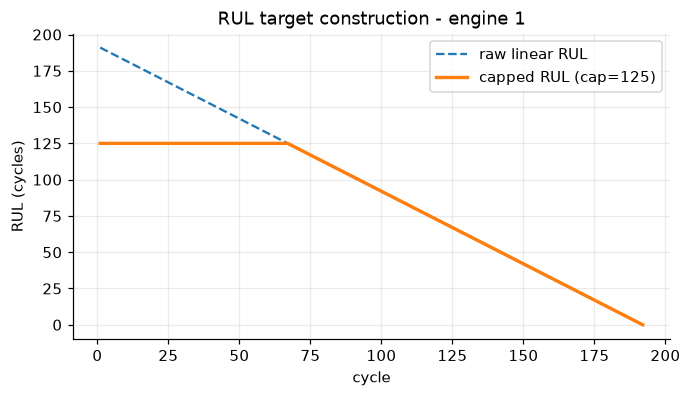 RUL target construction - engine 1
raw linear RUL
capped RUL (cap=125)
200
175
150
125
100
75
50
25
0
RUL (cycles)
0 25 50 75 100 125 150 175 200
cycle